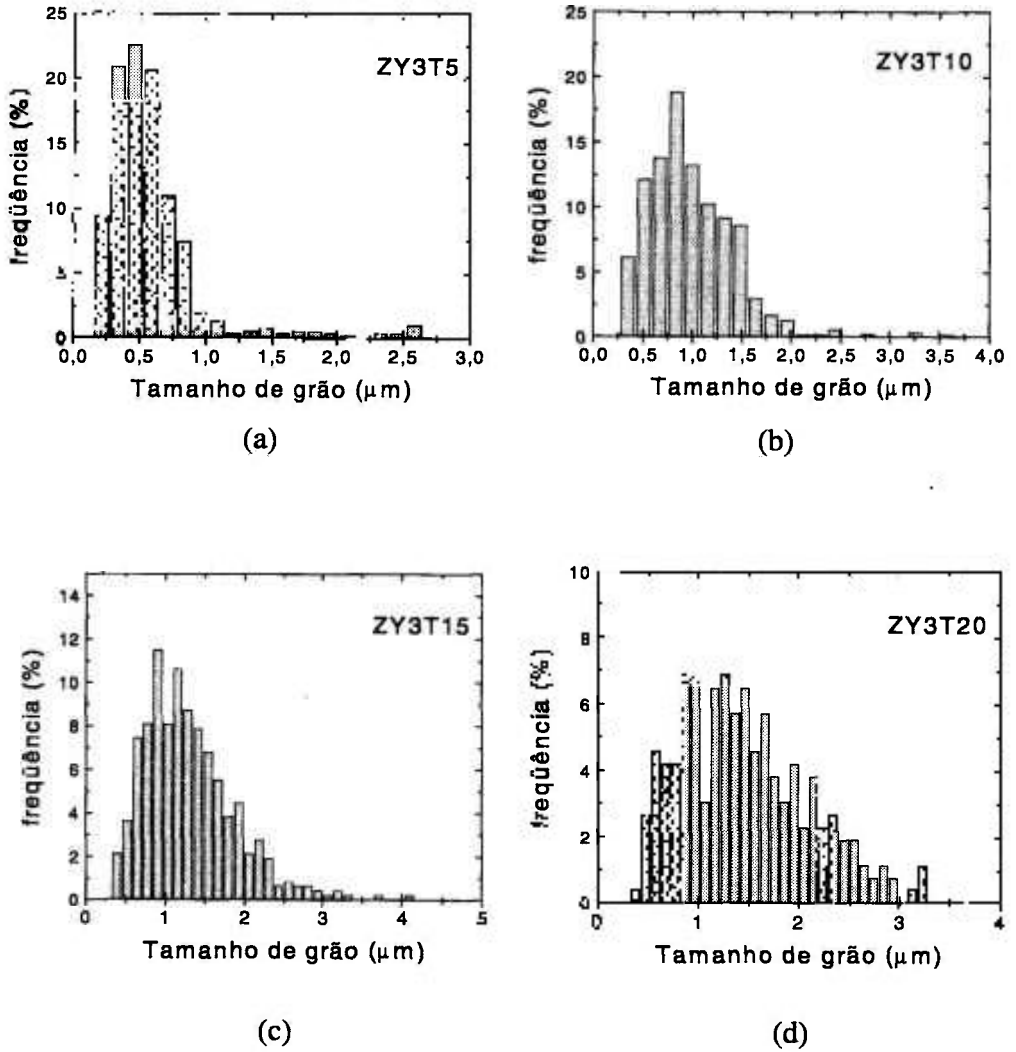 25
20
15
10
5
0
freqüência (%)
ZY3T5
0,0 0,5 1,0 1,5 2,0 2,5 3,0
Tamanho de grão (μm)
(a)
25
20
15
10
5
0
freqüência (%)
ZY3T10
0,0 0,5 1,0 1,5 2,0 2,5 3,0 3,5 4,0
Tamanho de grão (μm)
(b)
14
12
10
8
6
4
2
0
freqüência (%)
ZY3T15
0 1 2 3 4 5
Tamanho de grão (μm)
(c)
10
8
6
4
2
0
freqüência (%)
ZY3T20
0 1 2 3 4
Tamanho de grão (μm)
(d)